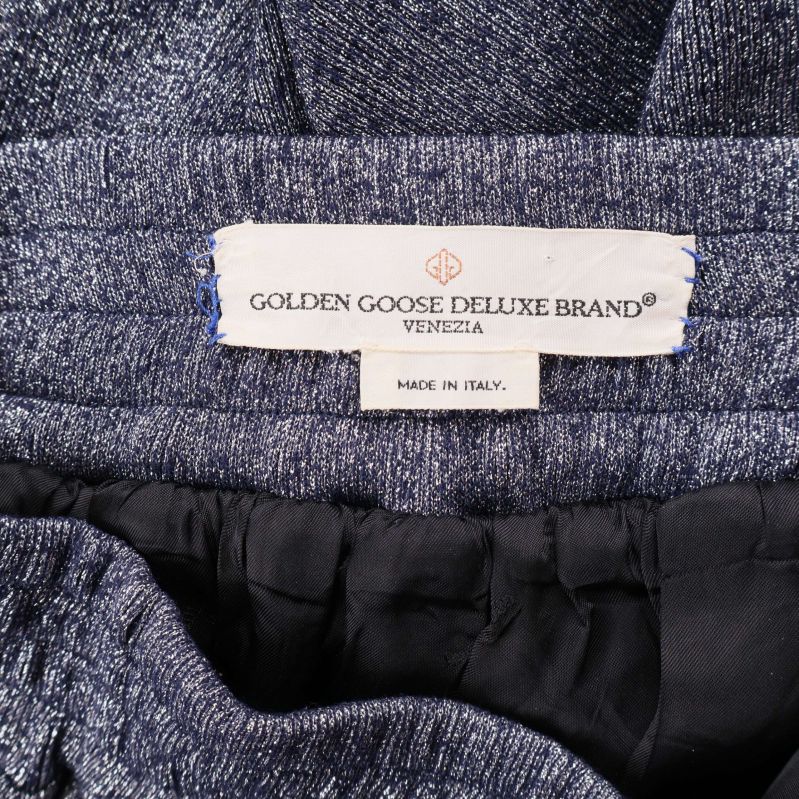 GOLDEN GOOSE DELUXE BRAND®
VENEZIA
MADE IN ITALY.